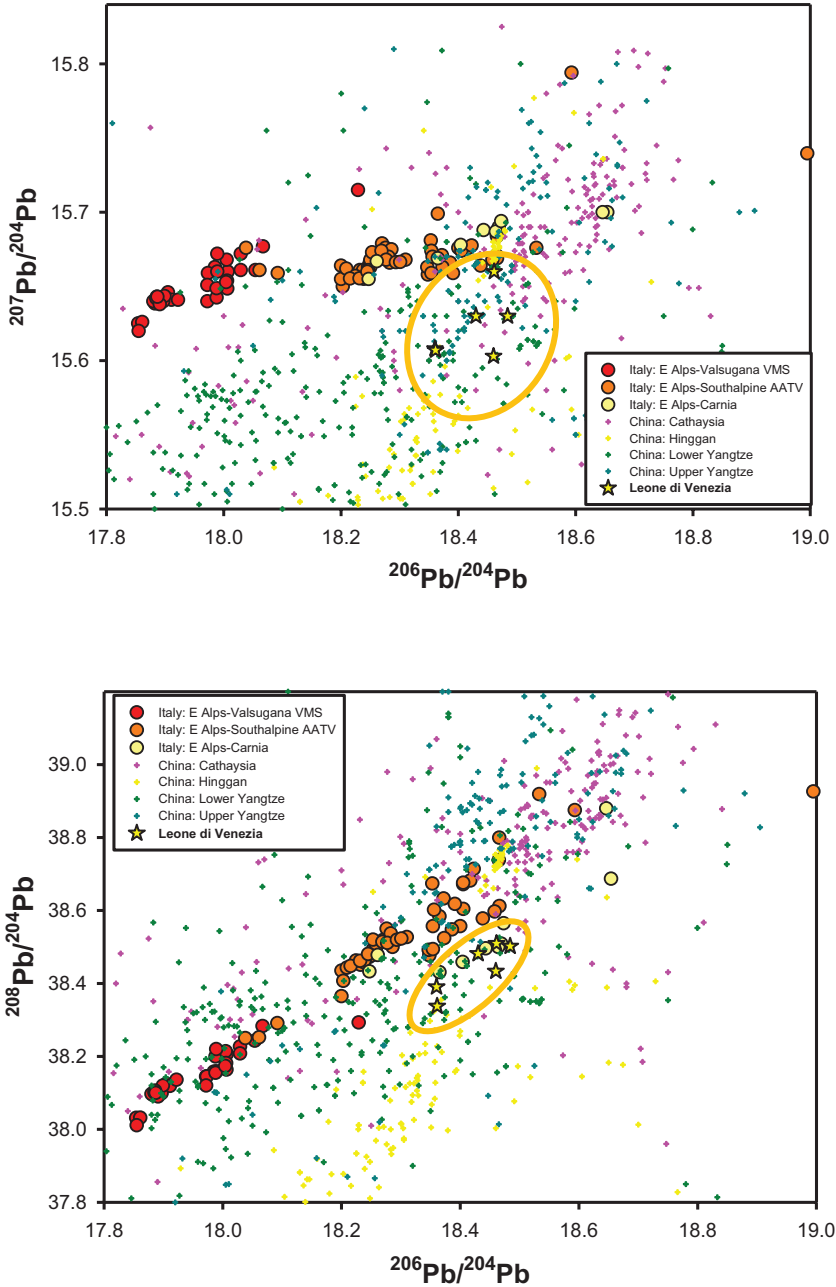 15.8
15.7
15.6
15.5
²⁰⁷Pb/²⁰⁴Pb
Italy: E Alps-Valsugana VMS
Italy: E Alps-Southalpine AATV
Italy: E Alps-Carnia
China: Cathaysia
China: Hinggan
China: Lower Yangtze
China: Upper Yangtze
Leone di Venezia
17.8 18.0 18.2 18.4 18.6 18.8 19.0
²⁰⁶Pb/²⁰⁴Pb
Italy: E Alps-Valsugana VMS
Italy: E Alps-Southalpine AATV
Italy: E Alps-Carnia
China: Cathaysia
China: Hinggan
China: Lower Yangtze
China: Upper Yangtze
Leone di Venezia
39.0
38.8
38.6
38.4
38.2
38.0
37.8
²⁰⁸Pb/²⁰⁴Pb
17.8 18.0 18.2 18.4 18.6 18.8 19.0
²⁰⁶Pb/²⁰⁴Pb